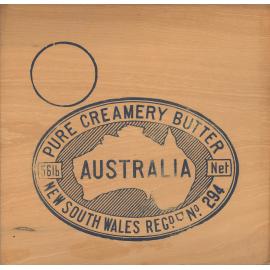 PURE CREAMERY BUTTER
56lb
AUSTRALIA
Net
NEW SOUTH WALES REGD. No. 294